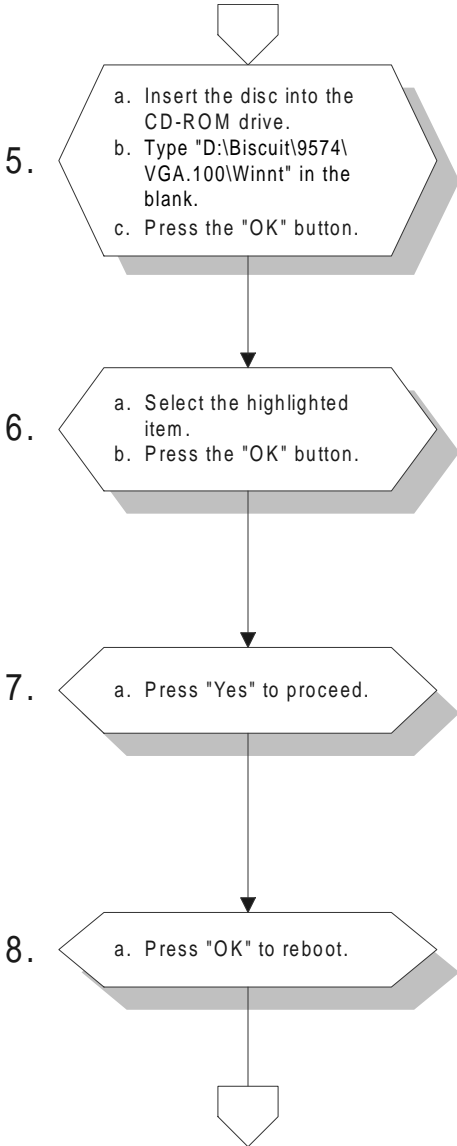 5.
a. Insert the disc into the
CD-ROM drive.
b. Type "D:\Biscuit\9574\
VGA.100\Winnt" in the
blank.
c. Press the "OK" button.
6.
a. Select the highlighted
item.
b. Press the "OK" button.
7.
a. Press "Yes" to proceed.
8.
a. Press "OK" to reboot.